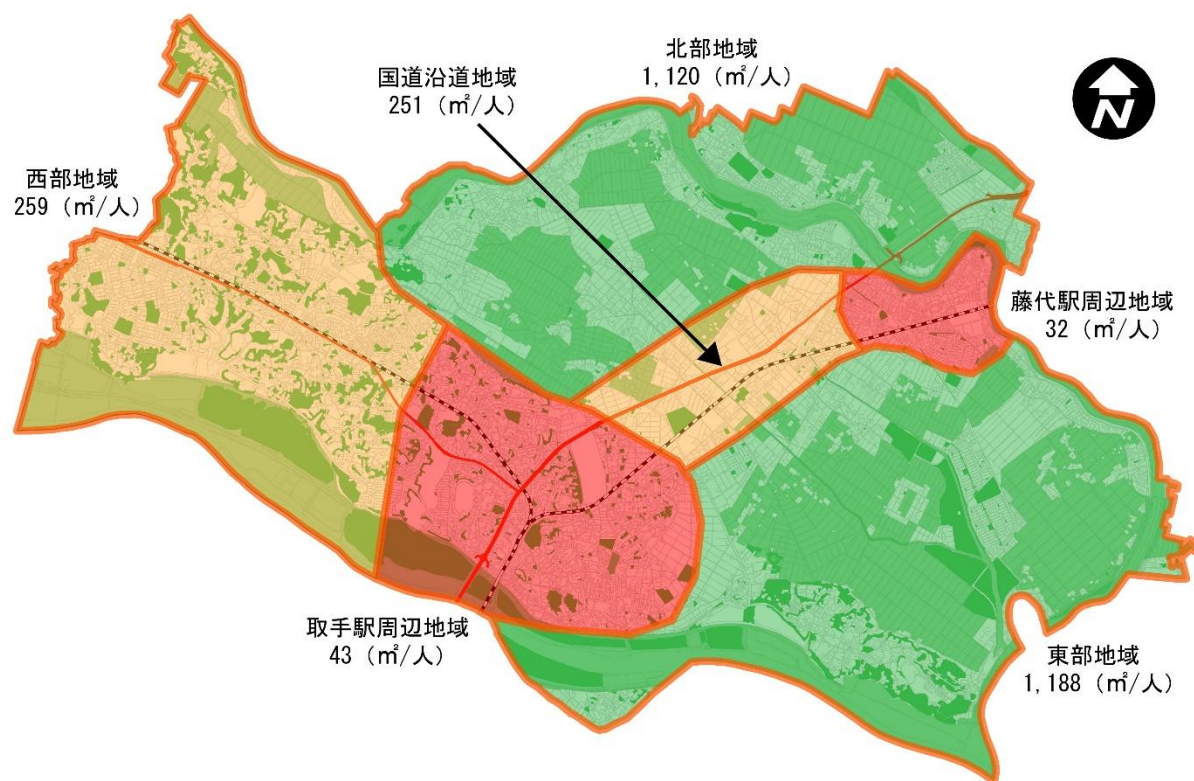 北部地域
1,120（㎡/人）
国道沿道地域
251（㎡/人）
N
西部地域
259（㎡/人）
藤代駅周辺地域
32（㎡/人）
取手駅周辺地域
43（㎡/人）
東部地域
1,188（㎡/人）